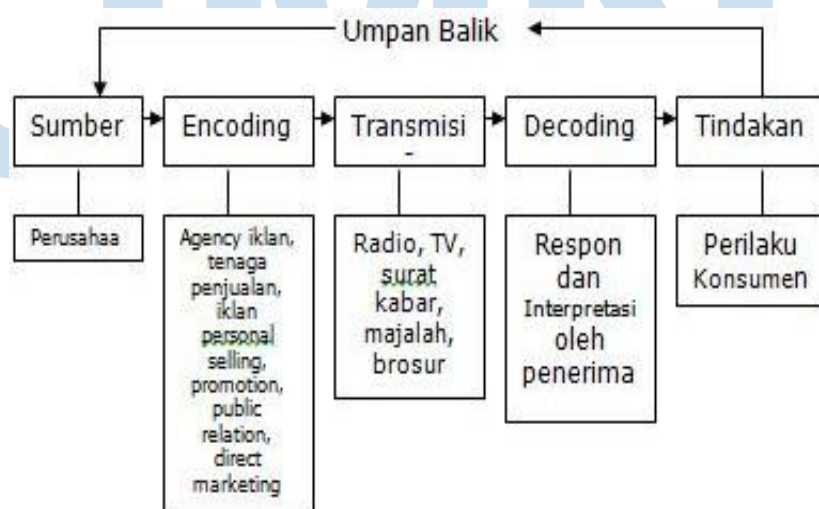 Umpan Balik
Sumber
Encoding
Transmisi
-
Decoding
Tindakan
Perusahaa
Agency iklan,
tenaga
penjualan,
iklan
personal
selling,
promotion,
public
relation,
direct
marketing
Radio, TV,
surat
kabar,
majalah,
brosur
Respon
dan
Interpretasi
oleh
penerima
Perilaku
Konsumen